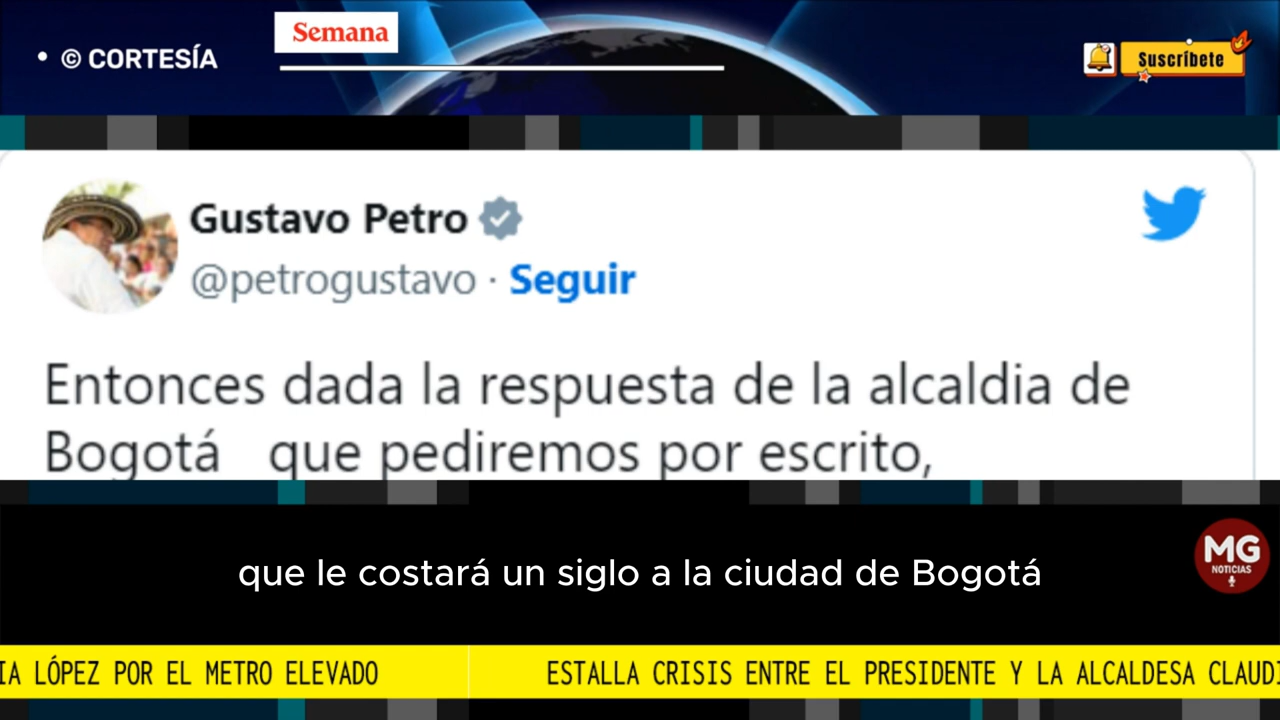 © CORTESÍA
Semana
Suscríbete
Gustavo Petro
@petrogustavo · Seguir
Entonces dada la respuesta de la alcaldia de
Bogotá que pediremos por escrito,
que le costará un siglo a la ciudad de Bogotá
MG
NOTICIAS
IA LÓPEZ POR EL METRO ELEVADO
ESTALLA CRISIS ENTRE EL PRESIDENTE Y LA ALCALDESA CLAUDI